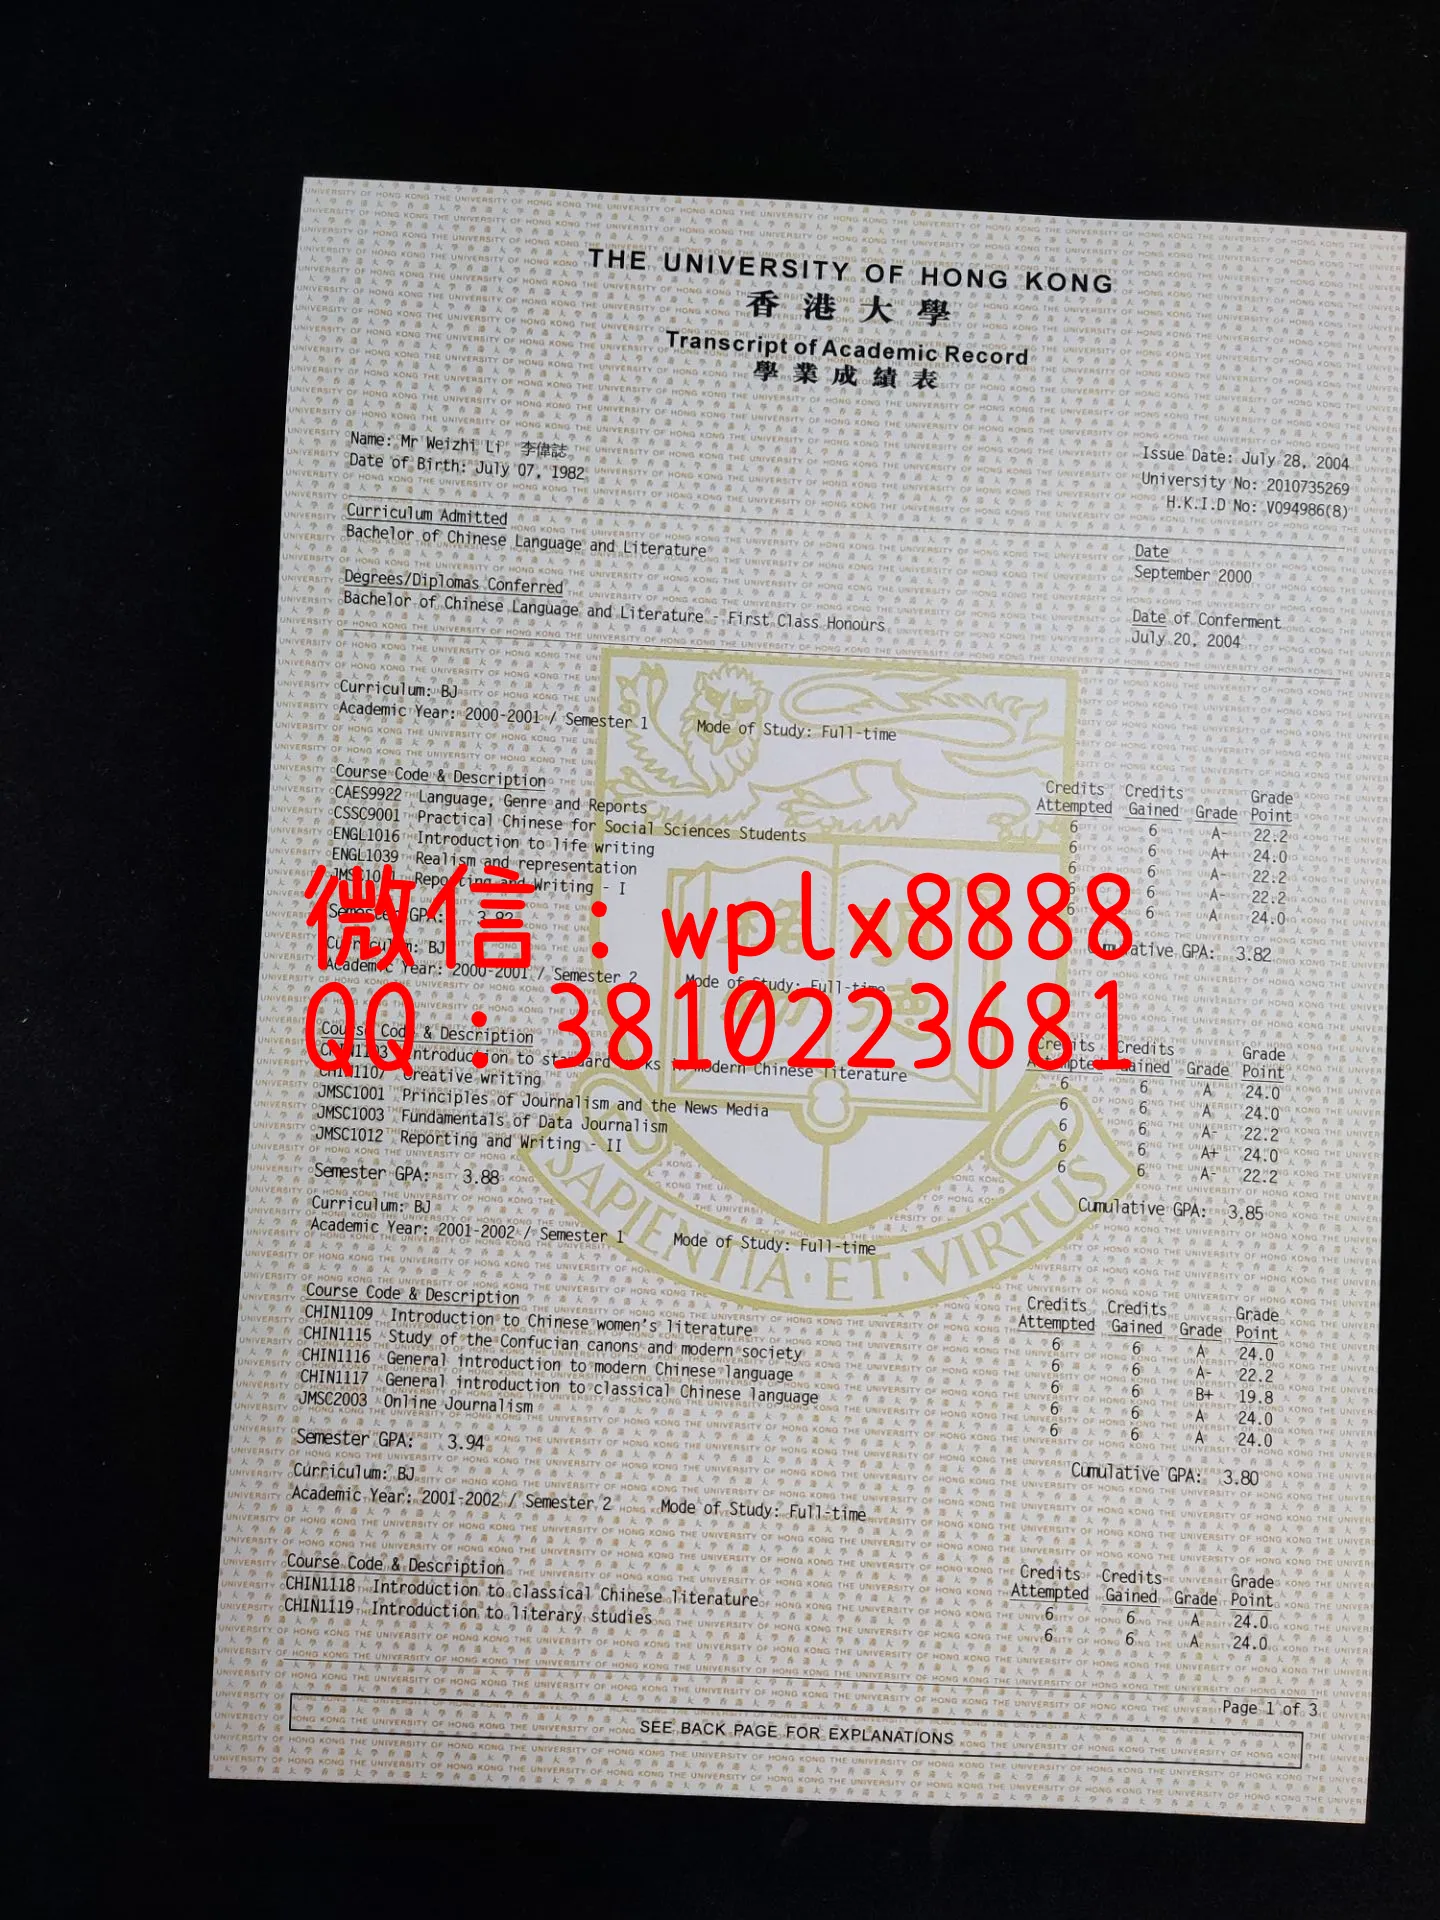 THE UNIVERSITY OF HONG KONG
香港大學
Transcript of Academic Record
學業成績表
Name: Mr Weizhi Li 李偉誌
Date of Birth: July 07, 1982
Issue Date: July 28, 2004
University No: 2010735269
H.K.I.D No: V094986(8)
Curriculum Admitted
Bachelor of Chinese Language and Literature
Date
September 2000
Degrees/Diplomas Conferred
Bachelor of Chinese Language and Literature - First Class Honours
Date of Conferment
July 20, 2004
Curriculum: BJ
Academic Year: 2000-2001 / Semester 1 Mode of Study: Full-time
Course Code & Description Credits Attempted Credits Gained Grade Grade Point
CAES9922 Language, Genre and Reports 6 6 A- 22.2
CSSC9001 Practical Chinese for Social Sciences Students 6 6 A+ 24.0
ENGL1016 Introduction to life writing 6 6 A- 22.2
ENGL1039 Realism and representation 6 6 A- 22.2
Reporting and Writing - I 6 6 A 24.0
微信：wplx8888
Semester GPA: 3.82 Cumulative GPA: 3.82
Curriculum: BJ
Academic Year: 2000-2001 / Semester 2 Mode of Study: Full-time
QQ：3810223681
Course Code & Description Credits Attempted Credits Gained Grade Grade Point
Introduction to standard works in modern Chinese literature 6 6 A 24.0
CHIN1107 Creative writing 6 6 A 24.0
JMSC1001 Principles of Journalism and the News Media 6 6 A- 22.2
JMSC1003 Fundamentals of Data Journalism 6 6 A+ 24.0
JMSC1012 Reporting and Writing - II 6 6 A- 22.2
Semester GPA: 3.88 Cumulative GPA: 3.85
Curriculum: BJ
Academic Year: 2001-2002 / Semester 1 Mode of Study: Full-time
SAPIENTIA·ET·VIRTUS
Course Code & Description Credits Attempted Credits Gained Grade Grade Point
CHIN1109 Introduction to Chinese women's literature 6 6 A 24.0
CHIN1115 Study of the Confucian canons and modern society 6 6 A- 22.2
CHIN1116 General introduction to modern Chinese language 6 6 B+ 19.8
CHIN1117 General introduction to classical Chinese language 6 6 A 24.0
JMSC2003 Online Journalism 6 6 A 24.0
Semester GPA: 3.94 Cumulative GPA: 3.80
Curriculum: BJ
Academic Year: 2001-2002 / Semester 2 Mode of Study: Full-time
Course Code & Description Credits Attempted Credits Gained Grade Grade Point
CHIN1118 Introduction to classical Chinese literature 6 6 A 24.0
CHIN1119 Introduction to literary studies 6 6 A 24.0
Page 1 of 3
SEE BACK PAGE FOR EXPLANATIONS